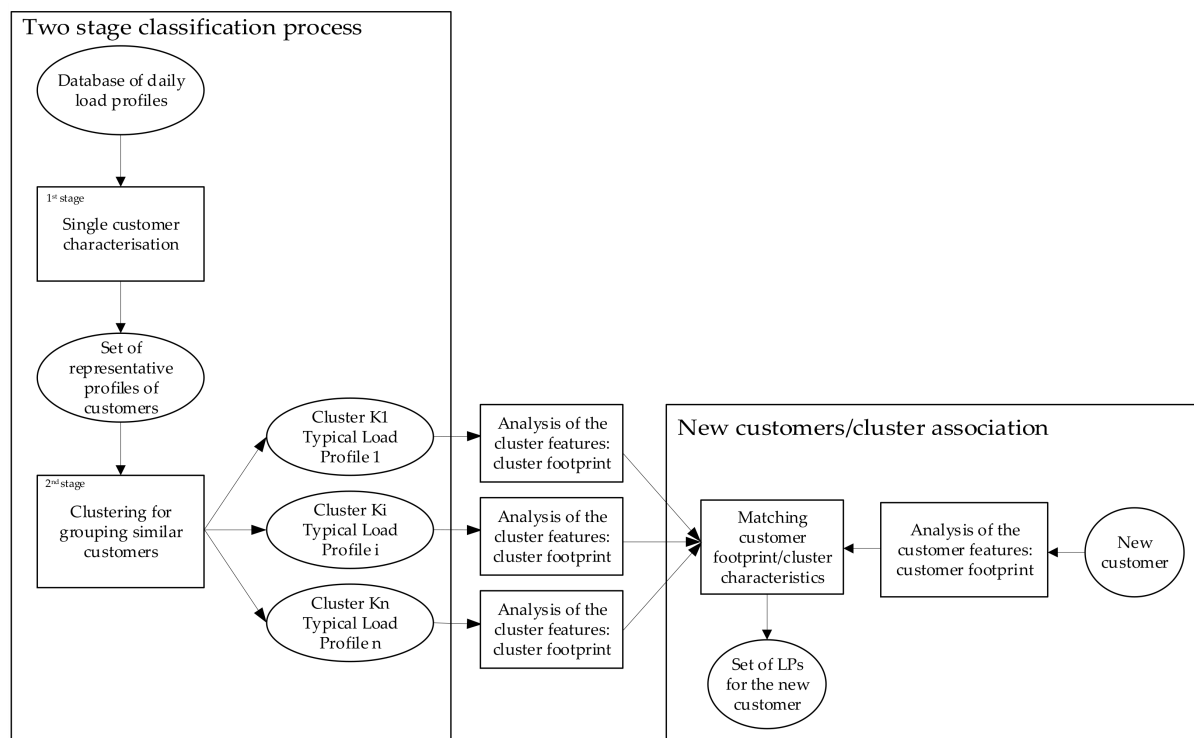 Two stage classification process
Database of daily
load profiles
1st stage
Single customer
characterisation
Set of
representative
profiles of
customers
2nd stage
Clustering for
grouping similar
customers
Cluster K1
Typical Load
Profile 1
Cluster Ki
Typical Load
Profile i
Cluster Kn
Typical Load
Profile n
Analysis of the
cluster features:
cluster footprint
Analysis of the
cluster features:
cluster footprint
Analysis of the
cluster features:
cluster footprint
New customers/cluster association
Matching
customer
footprint/cluster
characteristics
Analysis of the
customer features:
customer footprint
New
customer
Set of LPs
for the new
customer